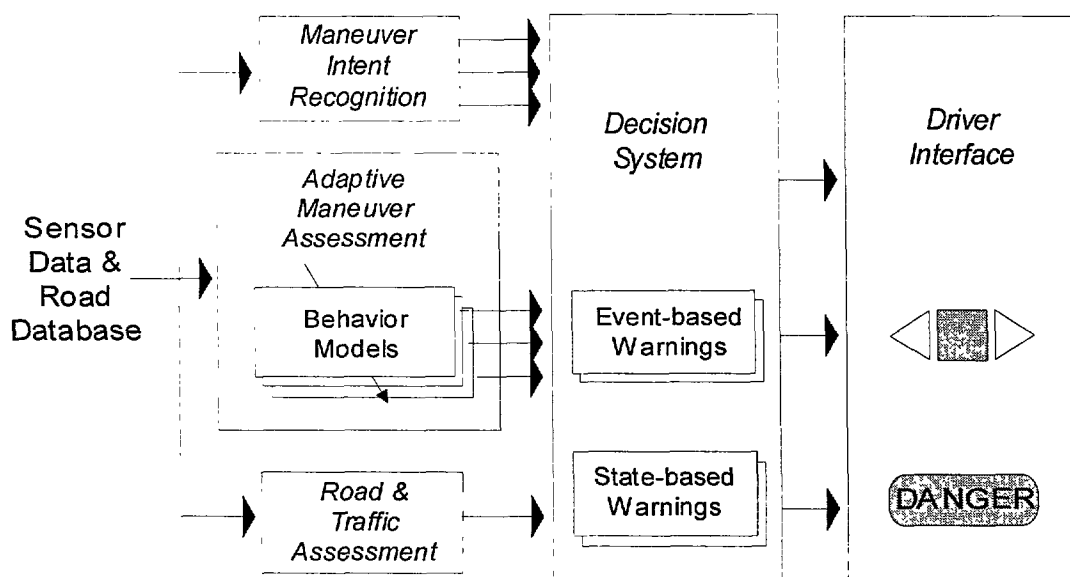 Maneuver
Intent
Recognition
Decision
System
Driver
Interface
Adaptive
Maneuver
Assessment
Sensor
Data &
Road
Database
Behavior
Models
Event-based
Warnings
State-based
Warnings
Road &
Traffic
Assessment
DANGER